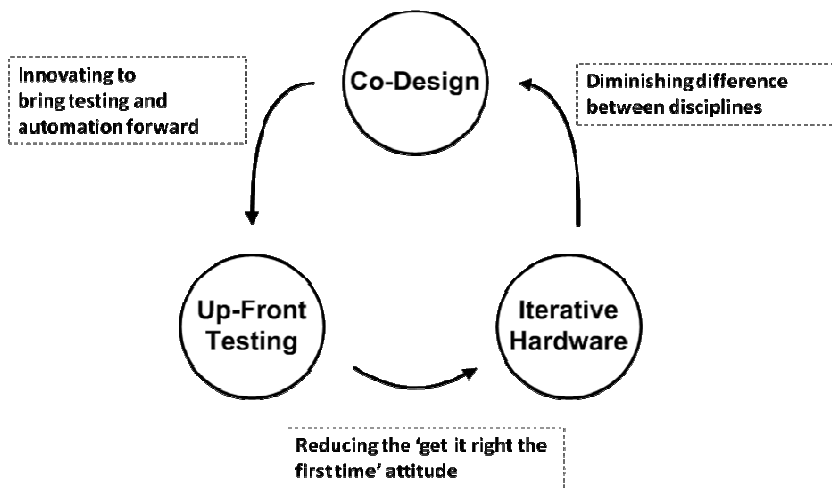 Co-Design
Innovating to
bring testing and
automation forward
Diminishing difference
between disciplines
Up-Front
Testing
Iterative
Hardware
Reducing the ‘get it right the
first time’ attitude